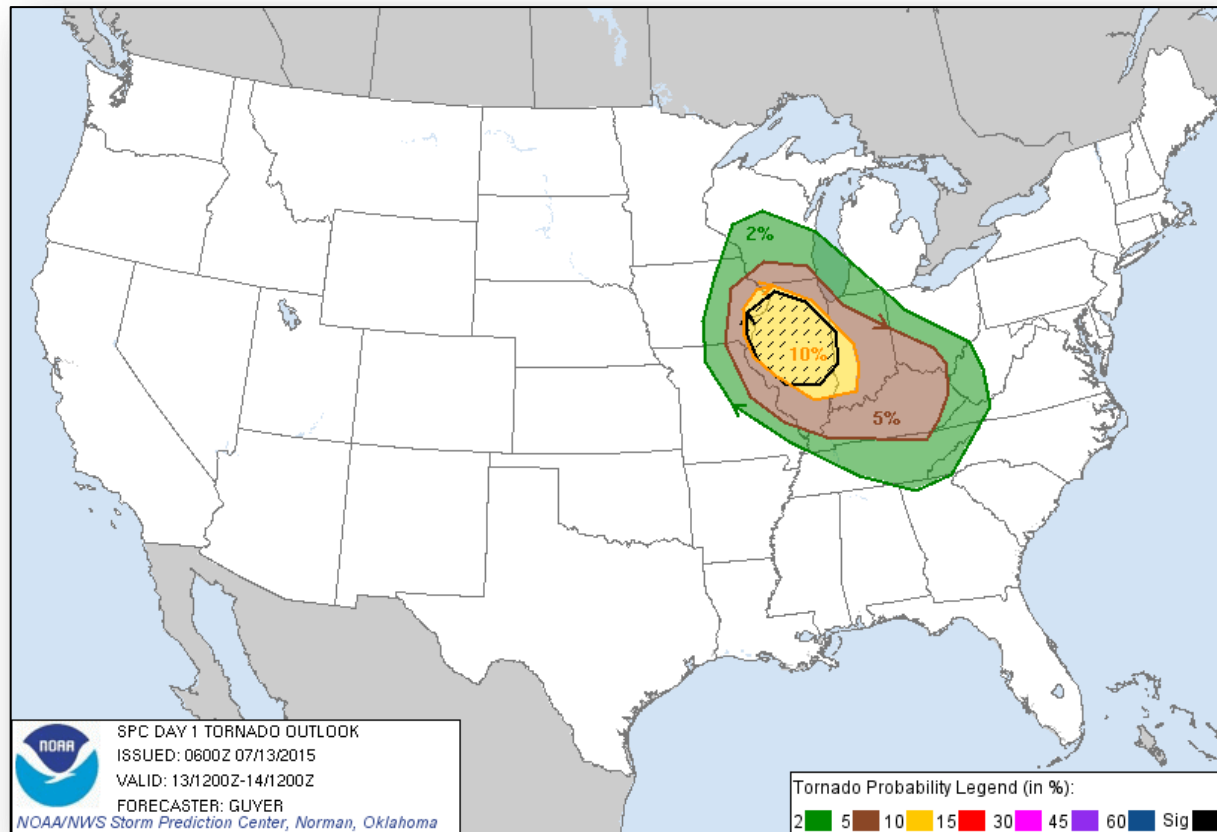 2%
10%
5%
NOAA
SPC DAY 1 TORNADO OUTLOOK
ISSUED: 0600Z 07/13/2015
VALID: 13/1200Z-14/1200Z
FORECASTER: GUYER
NOAA/NWS Storm Prediction Center, Norman, Oklahoma
Tornado Probability Legend (in %):
2 5 10 15 30 45 60 Sig